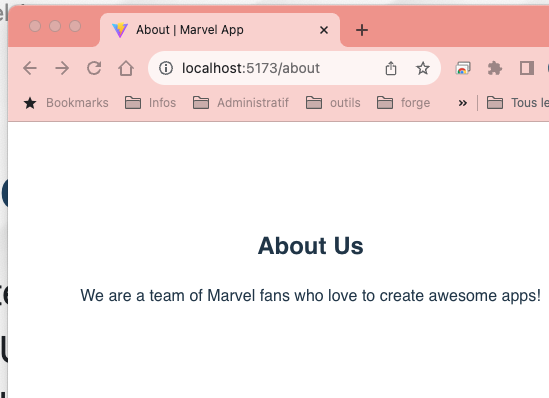 About | Marvel App
localhost:5173/about
Bookmarks Infos Administratif outils forge » Tous le
About Us
We are a team of Marvel fans who love to create awesome apps!